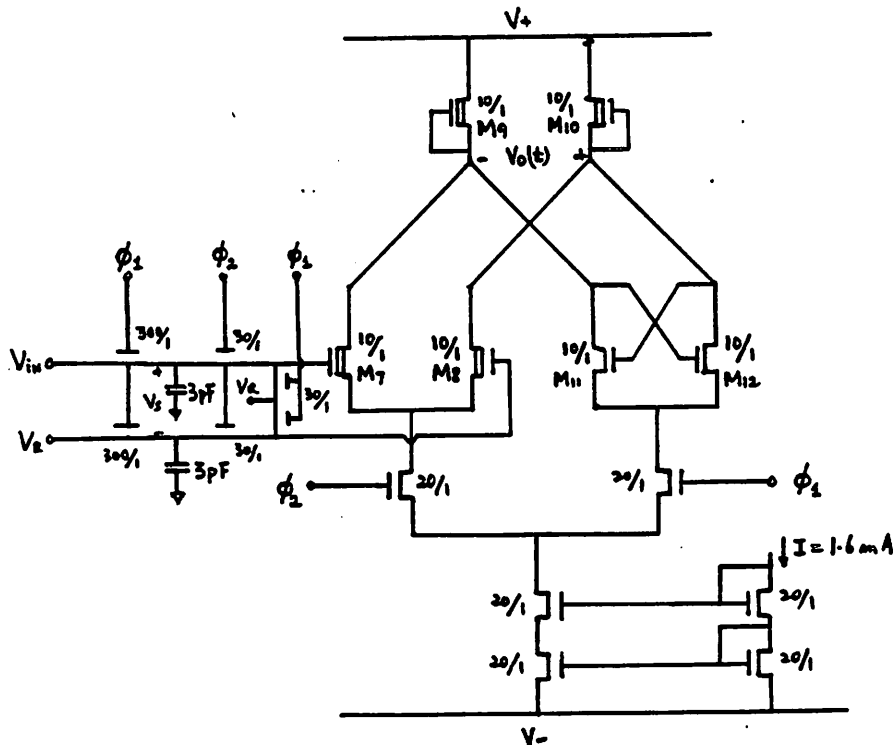 V+
10/1
M9
10/1
M10
- Vo(t) +
ϕ1
ϕ2
ϕ1
300/1
30/1
VIN
+
VS
3pF
VR
30/1
-
VR
300/1
30/1
3pF
10/1
M7
10/1
M8
10/1
M11
10/1
M12
ϕ2
20/1
20/1
ϕ1
I = 1.6 mA
20/1
20/1
20/1
20/1
V-